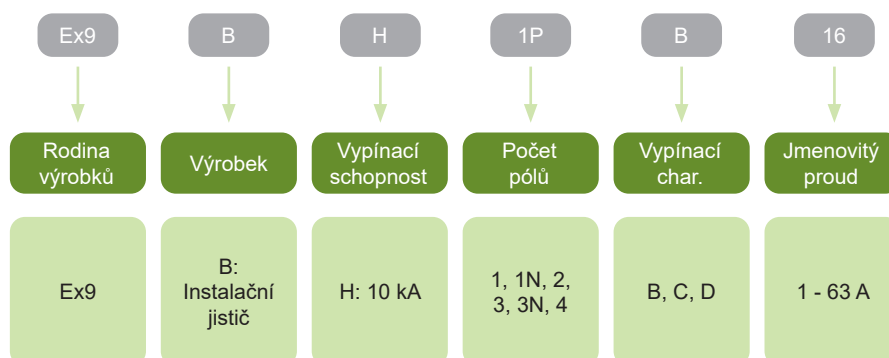 Ex9
B
H
1P
B
16
Rodina
výrobků
Výrobek
Vypínací
schopnost
Počet
pólů
Vypínací
char.
Jmenovitý
proud
Ex9
B:
Instalační
jistič
H: 10 kA
1, 1N, 2,
3, 3N, 4
B, C, D
1 - 63 A